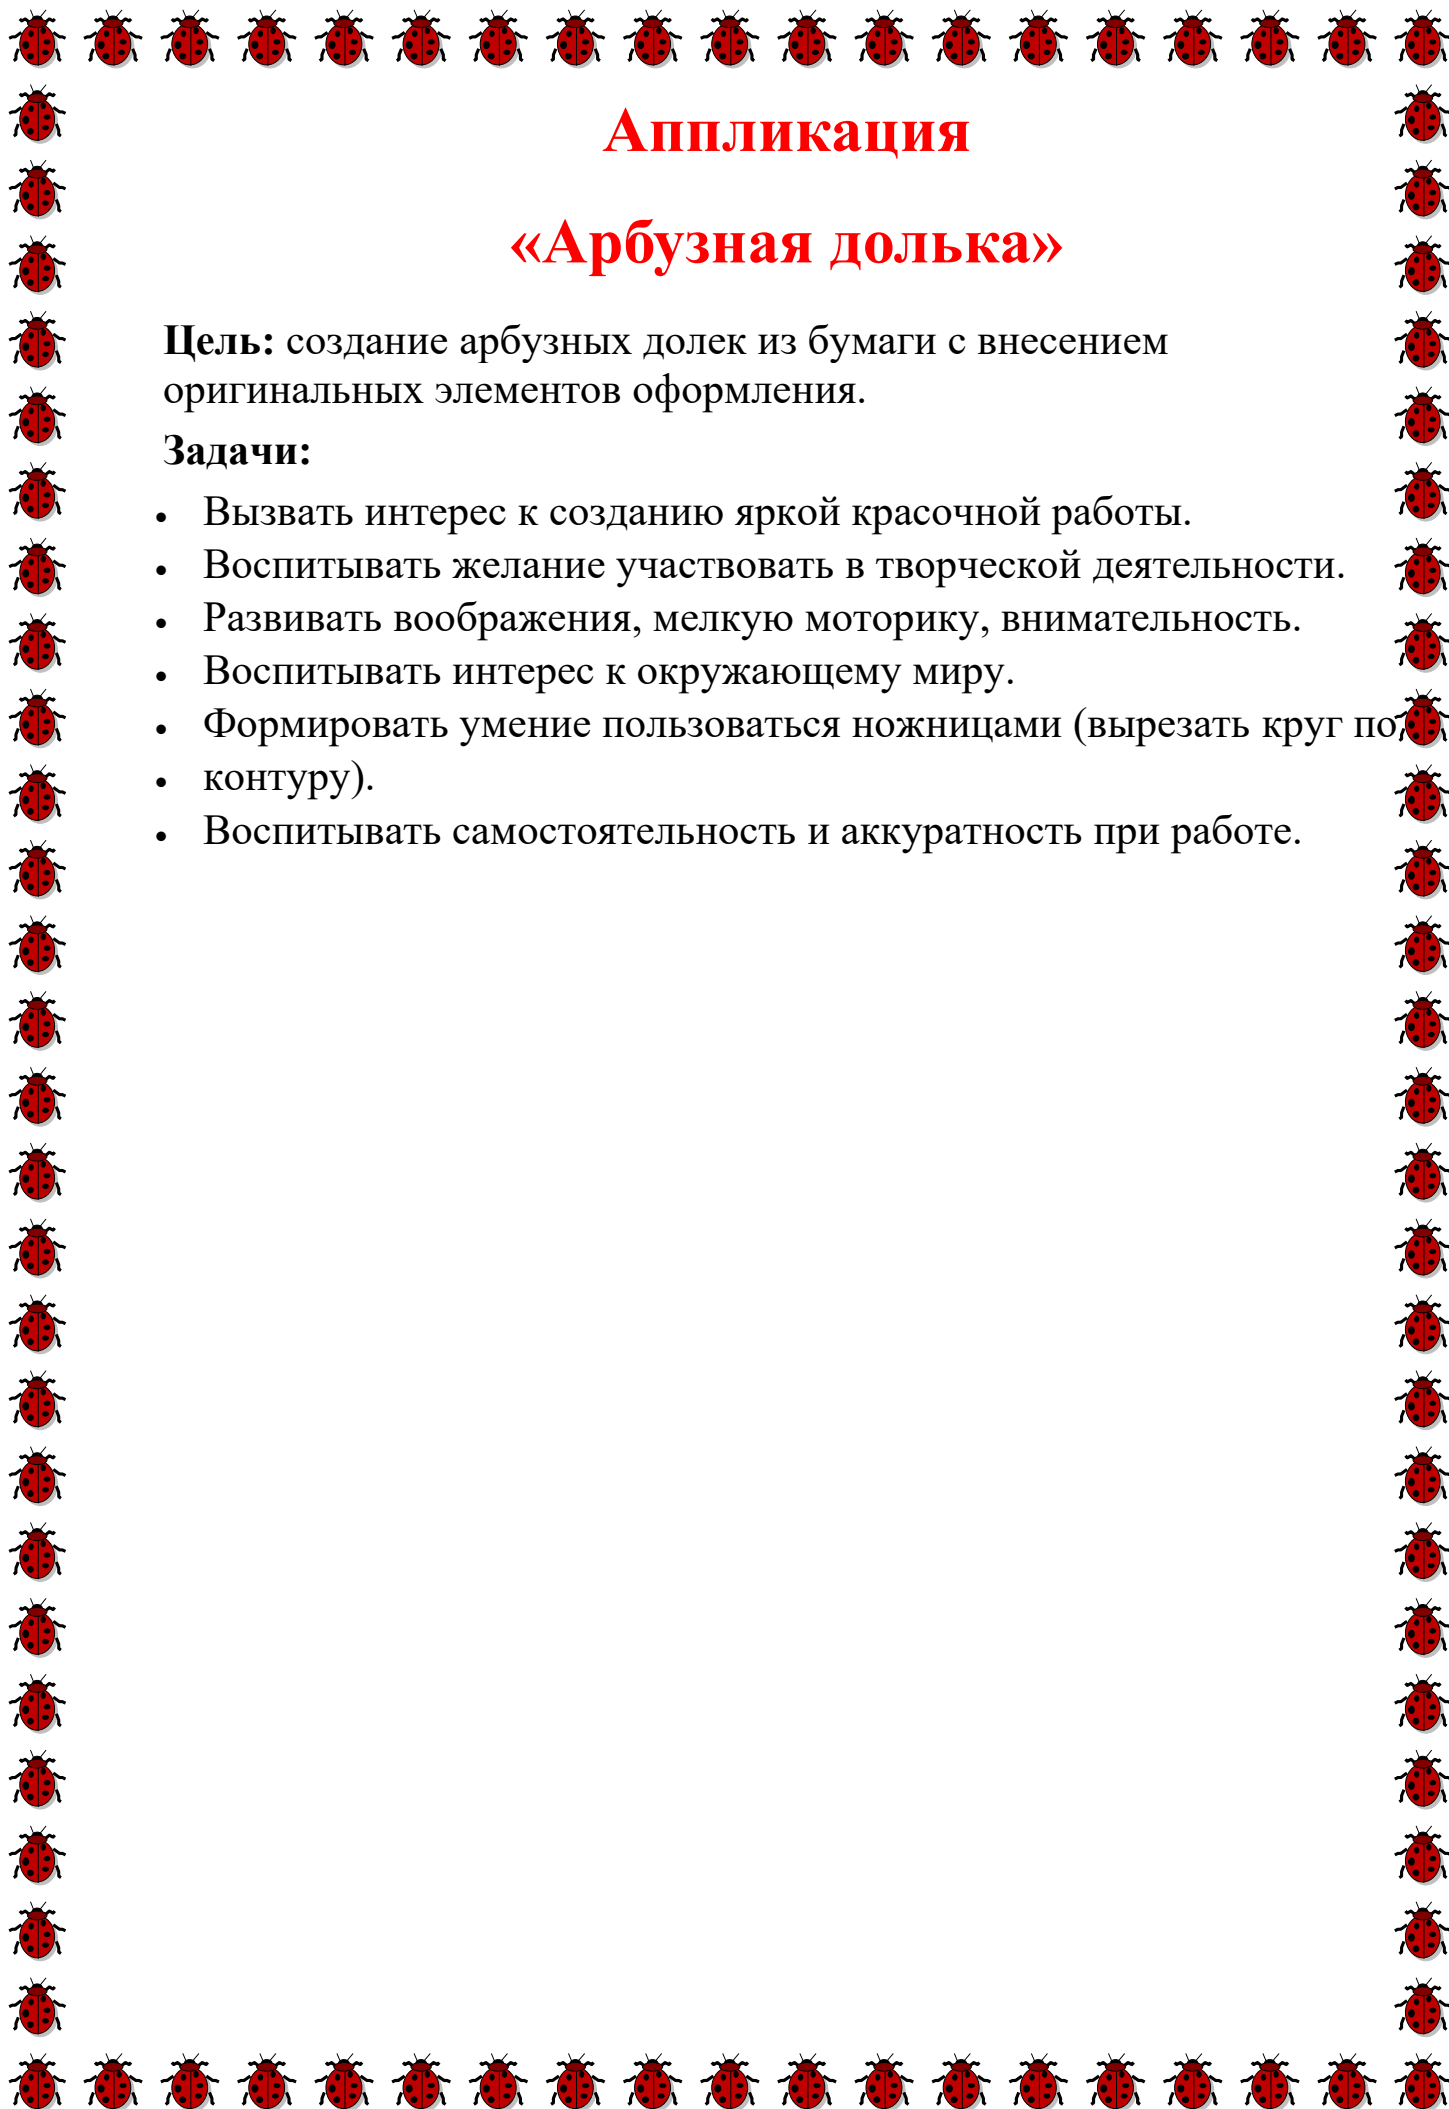 Аппликация
«Арбузная долька»
Цель: создание арбузных долек из бумаги с внесением
оригинальных элементов оформления.
Задачи:
• Вызвать интерес к созданию яркой красочной работы.
• Воспитывать желание участвовать в творческой деятельности.
• Развивать воображения, мелкую моторику, внимательность.
• Воспитывать интерес к окружающему миру.
• Формировать умение пользоваться ножницами (вырезать круг по
• контуру).
• Воспитывать самостоятельность и аккуратность при работе.